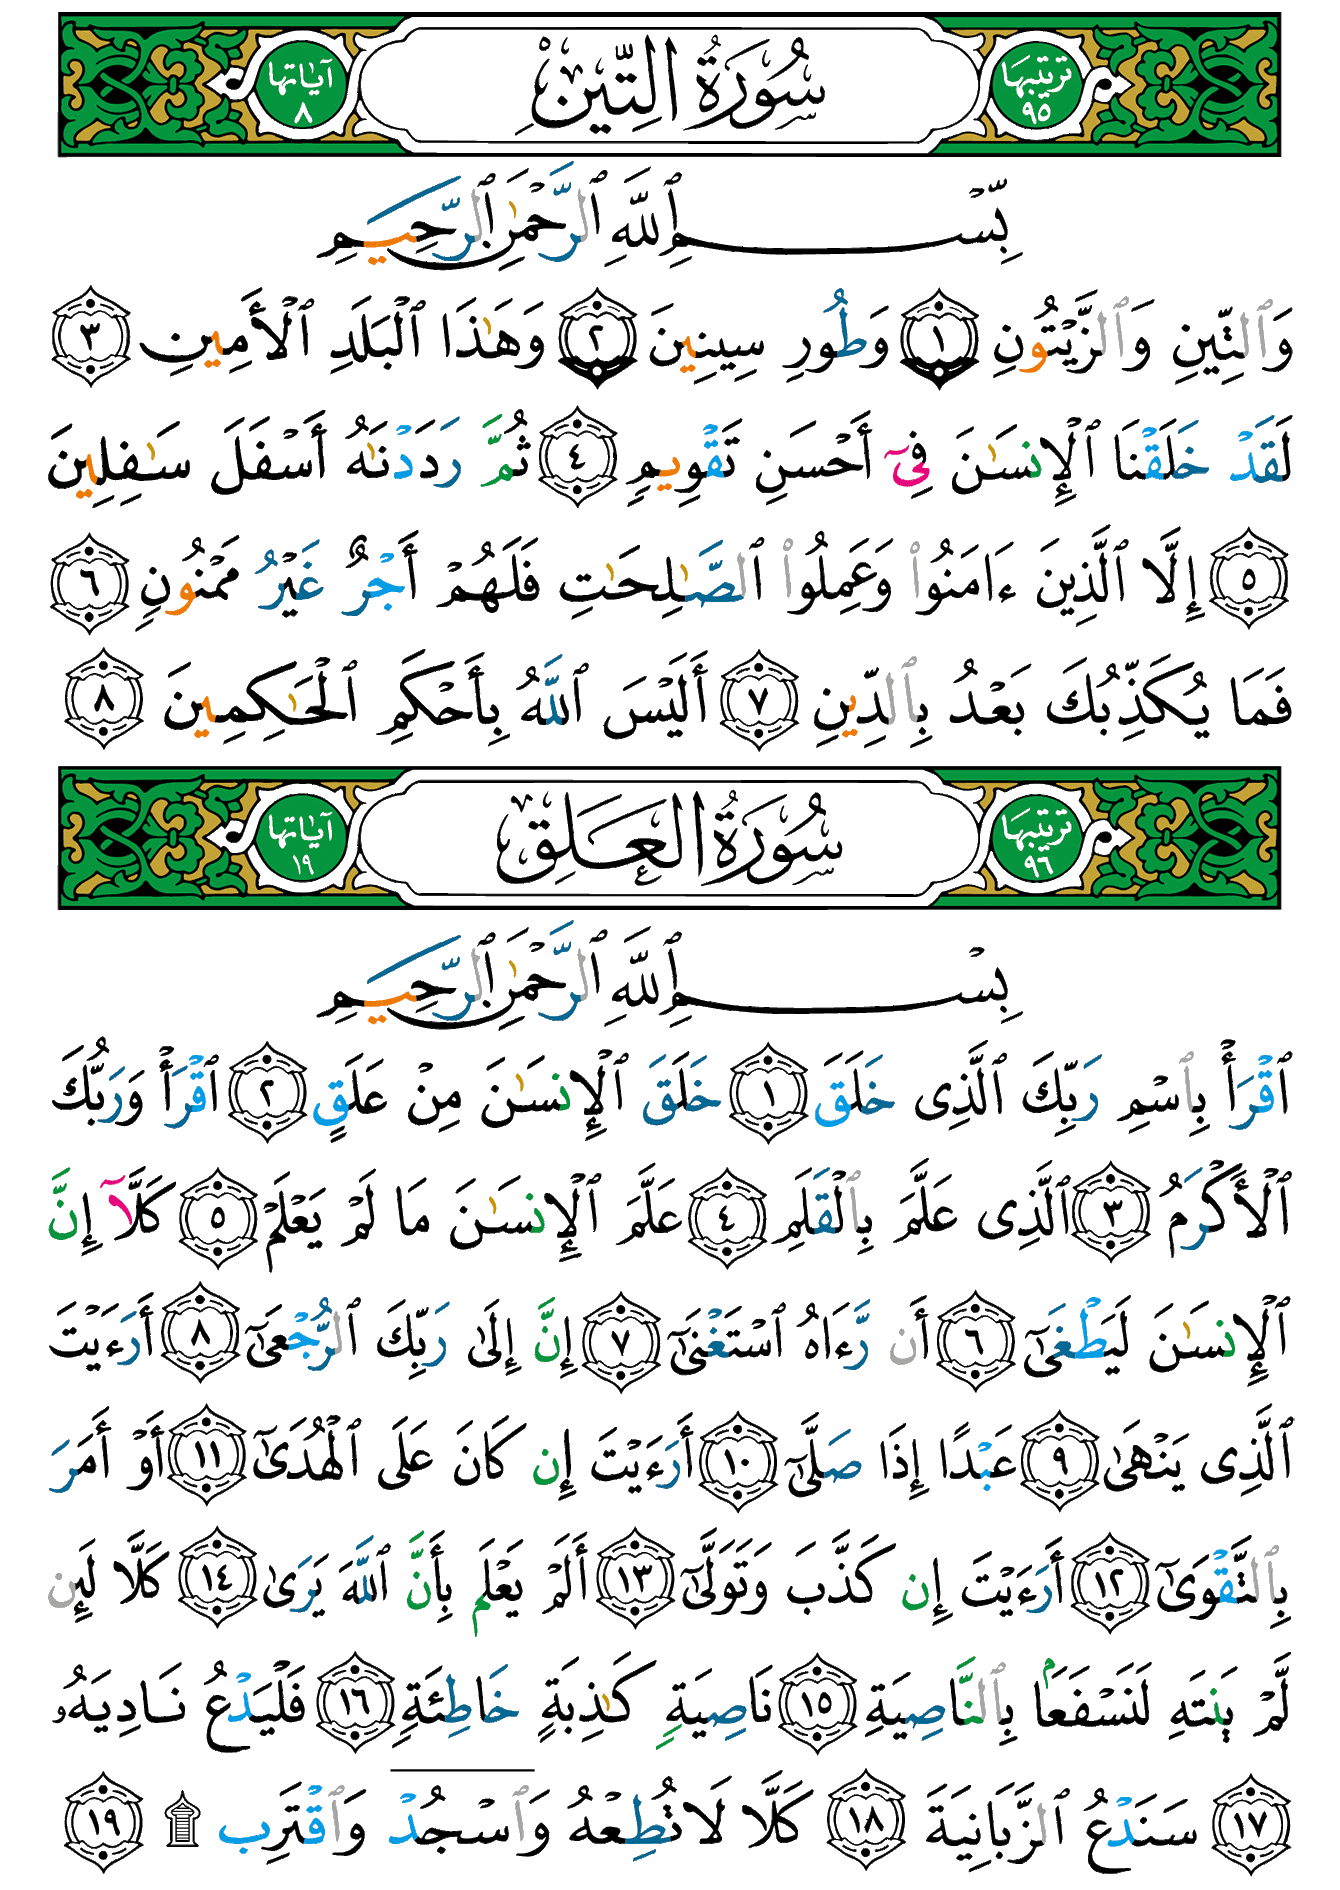 ترتيبها ٩٥ سُورَةُ التِّينِ آياتها ٨
بِّسْمِ ٱللَّهِ ٱلرَّحْمَٰنِ ٱلرَّحِيمِ
وَٱلتِّينِ وَٱلزَّيْتُونِ ١ وَطُورِ سِينِينَ ٢ وَهَٰذَا ٱلْبَلَدِ ٱلْأَمِينِ ٣
لَقَدْ خَلَقْنَا ٱلْإِنسَٰنَ فِىٓ أَحْسَنِ تَقْوِيمٍ ٤ ثُمَّ رَدَدْنَٰهُ أَسْفَلَ سَٰفِلِينَ
٥ إِلَّا ٱلَّذِينَ ءَامَنُوا۟ وَعَمِلُوا۟ ٱلصَّٰلِحَٰتِ فَلَهُمْ أَجْرٌ غَيْرُ مَمْنُونٍ ٦
فَمَا يُكَذِّبُكَ بَعْدُ بِٱلدِّينِ ٧ أَلَيْسَ ٱللَّهُ بِأَحْكَمِ ٱلْحَٰكِمِينَ ٨
ترتيبها ٩٦ سُورَةُ العَلَقِ آياتها ١٩
بِسْمِ ٱللَّهِ ٱلرَّحْمَٰنِ ٱلرَّحِيمِ
ٱقْرَأْ بِٱسْمِ رَبِّكَ ٱلَّذِى خَلَقَ ١ خَلَقَ ٱلْإِنسَٰنَ مِنْ عَلَقٍ ٢ ٱقْرَأْ وَرَبُّكَ
ٱلْأَكْرَمُ ٣ ٱلَّذِى عَلَّمَ بِٱلْقَلَمِ ٤ عَلَّمَ ٱلْإِنسَٰنَ مَا لَمْ يَعْلَمْ ٥ كَلَّآ إِنَّ
ٱلْإِنسَٰنَ لَيَطْغَىٰٓ ٦ أَن رَّءَاهُ ٱسْتَغْنَىٰٓ ٧ إِنَّ إِلَىٰ رَبِّكَ ٱلرُّجْعَىٰٓ ٨ أَرَءَيْتَ
ٱلَّذِى يَنْهَىٰ ٩ عَبْدًا إِذَا صَلَّىٰٓ ١٠ أَرَءَيْتَ إِن كَانَ عَلَى ٱلْهُدَىٰٓ ١١ أَوْ أَمَرَ
بِٱلتَّقْوَىٰٓ ١٢ أَرَءَيْتَ إِن كَذَّبَ وَتَوَلَّىٰٓ ١٣ أَلَمْ يَعْلَم بِأَنَّ ٱللَّهَ يَرَىٰ ١٤ كَلَّا لَئِن
لَّمْ يَنتَهِ لَنَسْفَعًۢا بِٱلنَّاصِيَةِ ١٥ نَاصِيَةٍ كَٰذِبَةٍ خَاطِئَةٍ ١٦ فَلْيَدْعُ نَادِيَهُۥ
١٧ سَنَدْعُ ٱلزَّبَانِيَةَ ١٨ كَلَّا لَا تُطِعْهُ وَٱسْجُدْ وَٱقْتَرِب ۩ ١٩